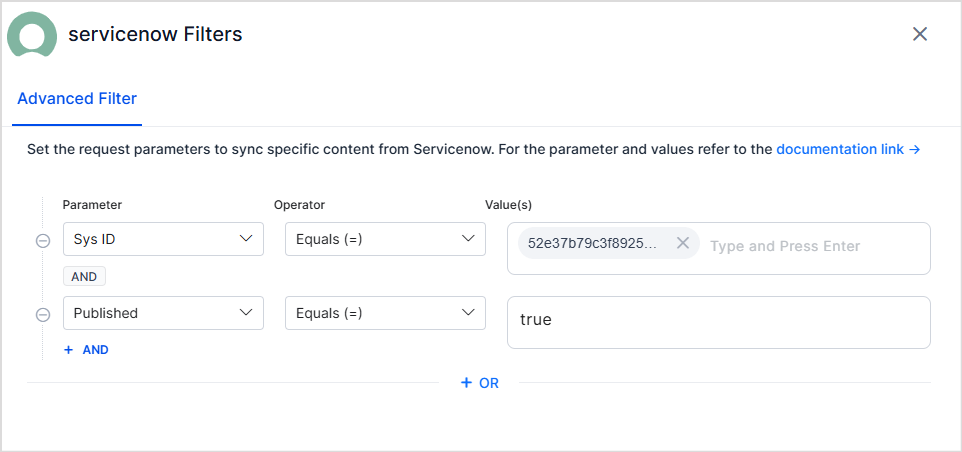 servicenow Filters
Advanced Filter
Set the request parameters to sync specific content from Servicenow. For the parameter and values refer to the documentation link →
Parameter Operator Value(s)
Sys ID Equals (=) 52e37b79c3f8925... Type and Press Enter
AND
Published Equals (=) true
+ AND
+ OR